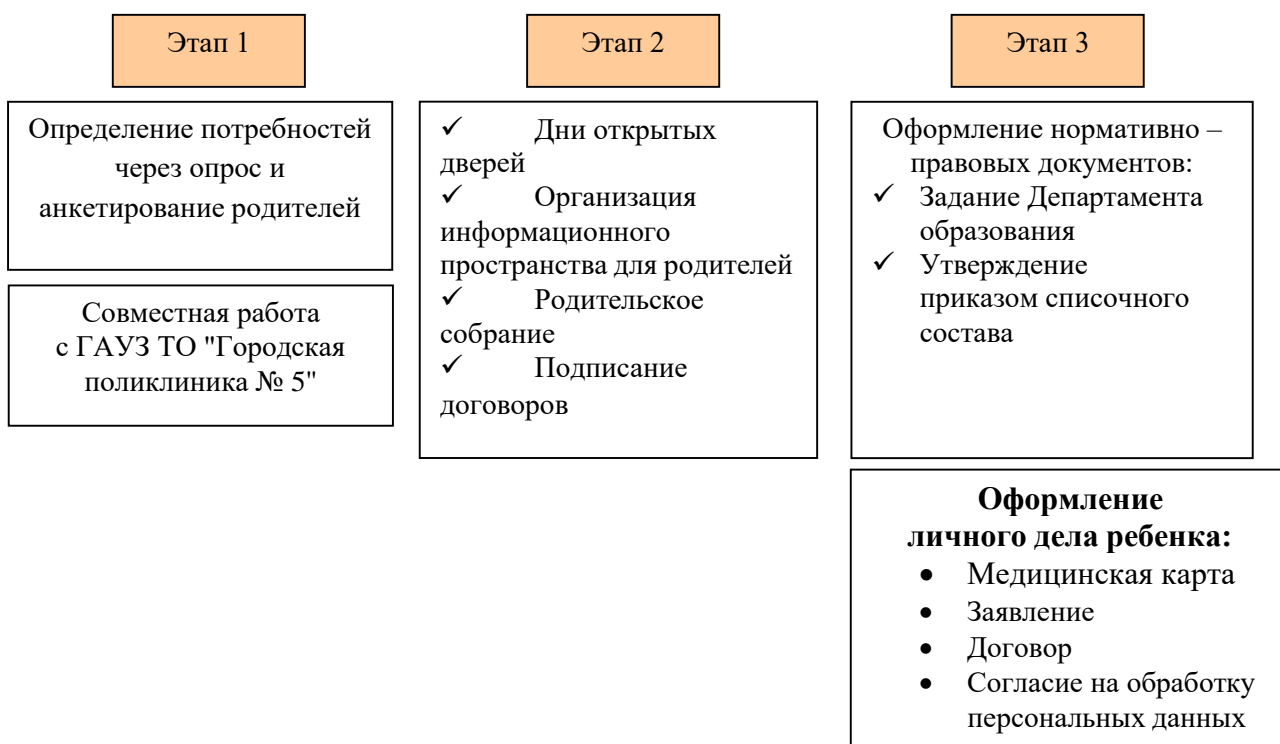 Этап 1
Определение потребностей
через опрос и
анкетирование родителей
Совместная работа
с ГАУЗ ТО "Городская
поликлиника № 5"
Этап 2
✓ Дни открытых
дверей
✓ Организация
информационного
пространства для родителей
✓ Родительское
собрание
✓ Подписание
договоров
Этап 3
Оформление нормативно –
правовых документов:
✓ Задание Департамента
образования
✓ Утверждение
приказом списочного
состава
Оформление
личного дела ребенка:
• Медицинская карта
• Заявление
• Договор
• Согласие на обработку
персональных данных